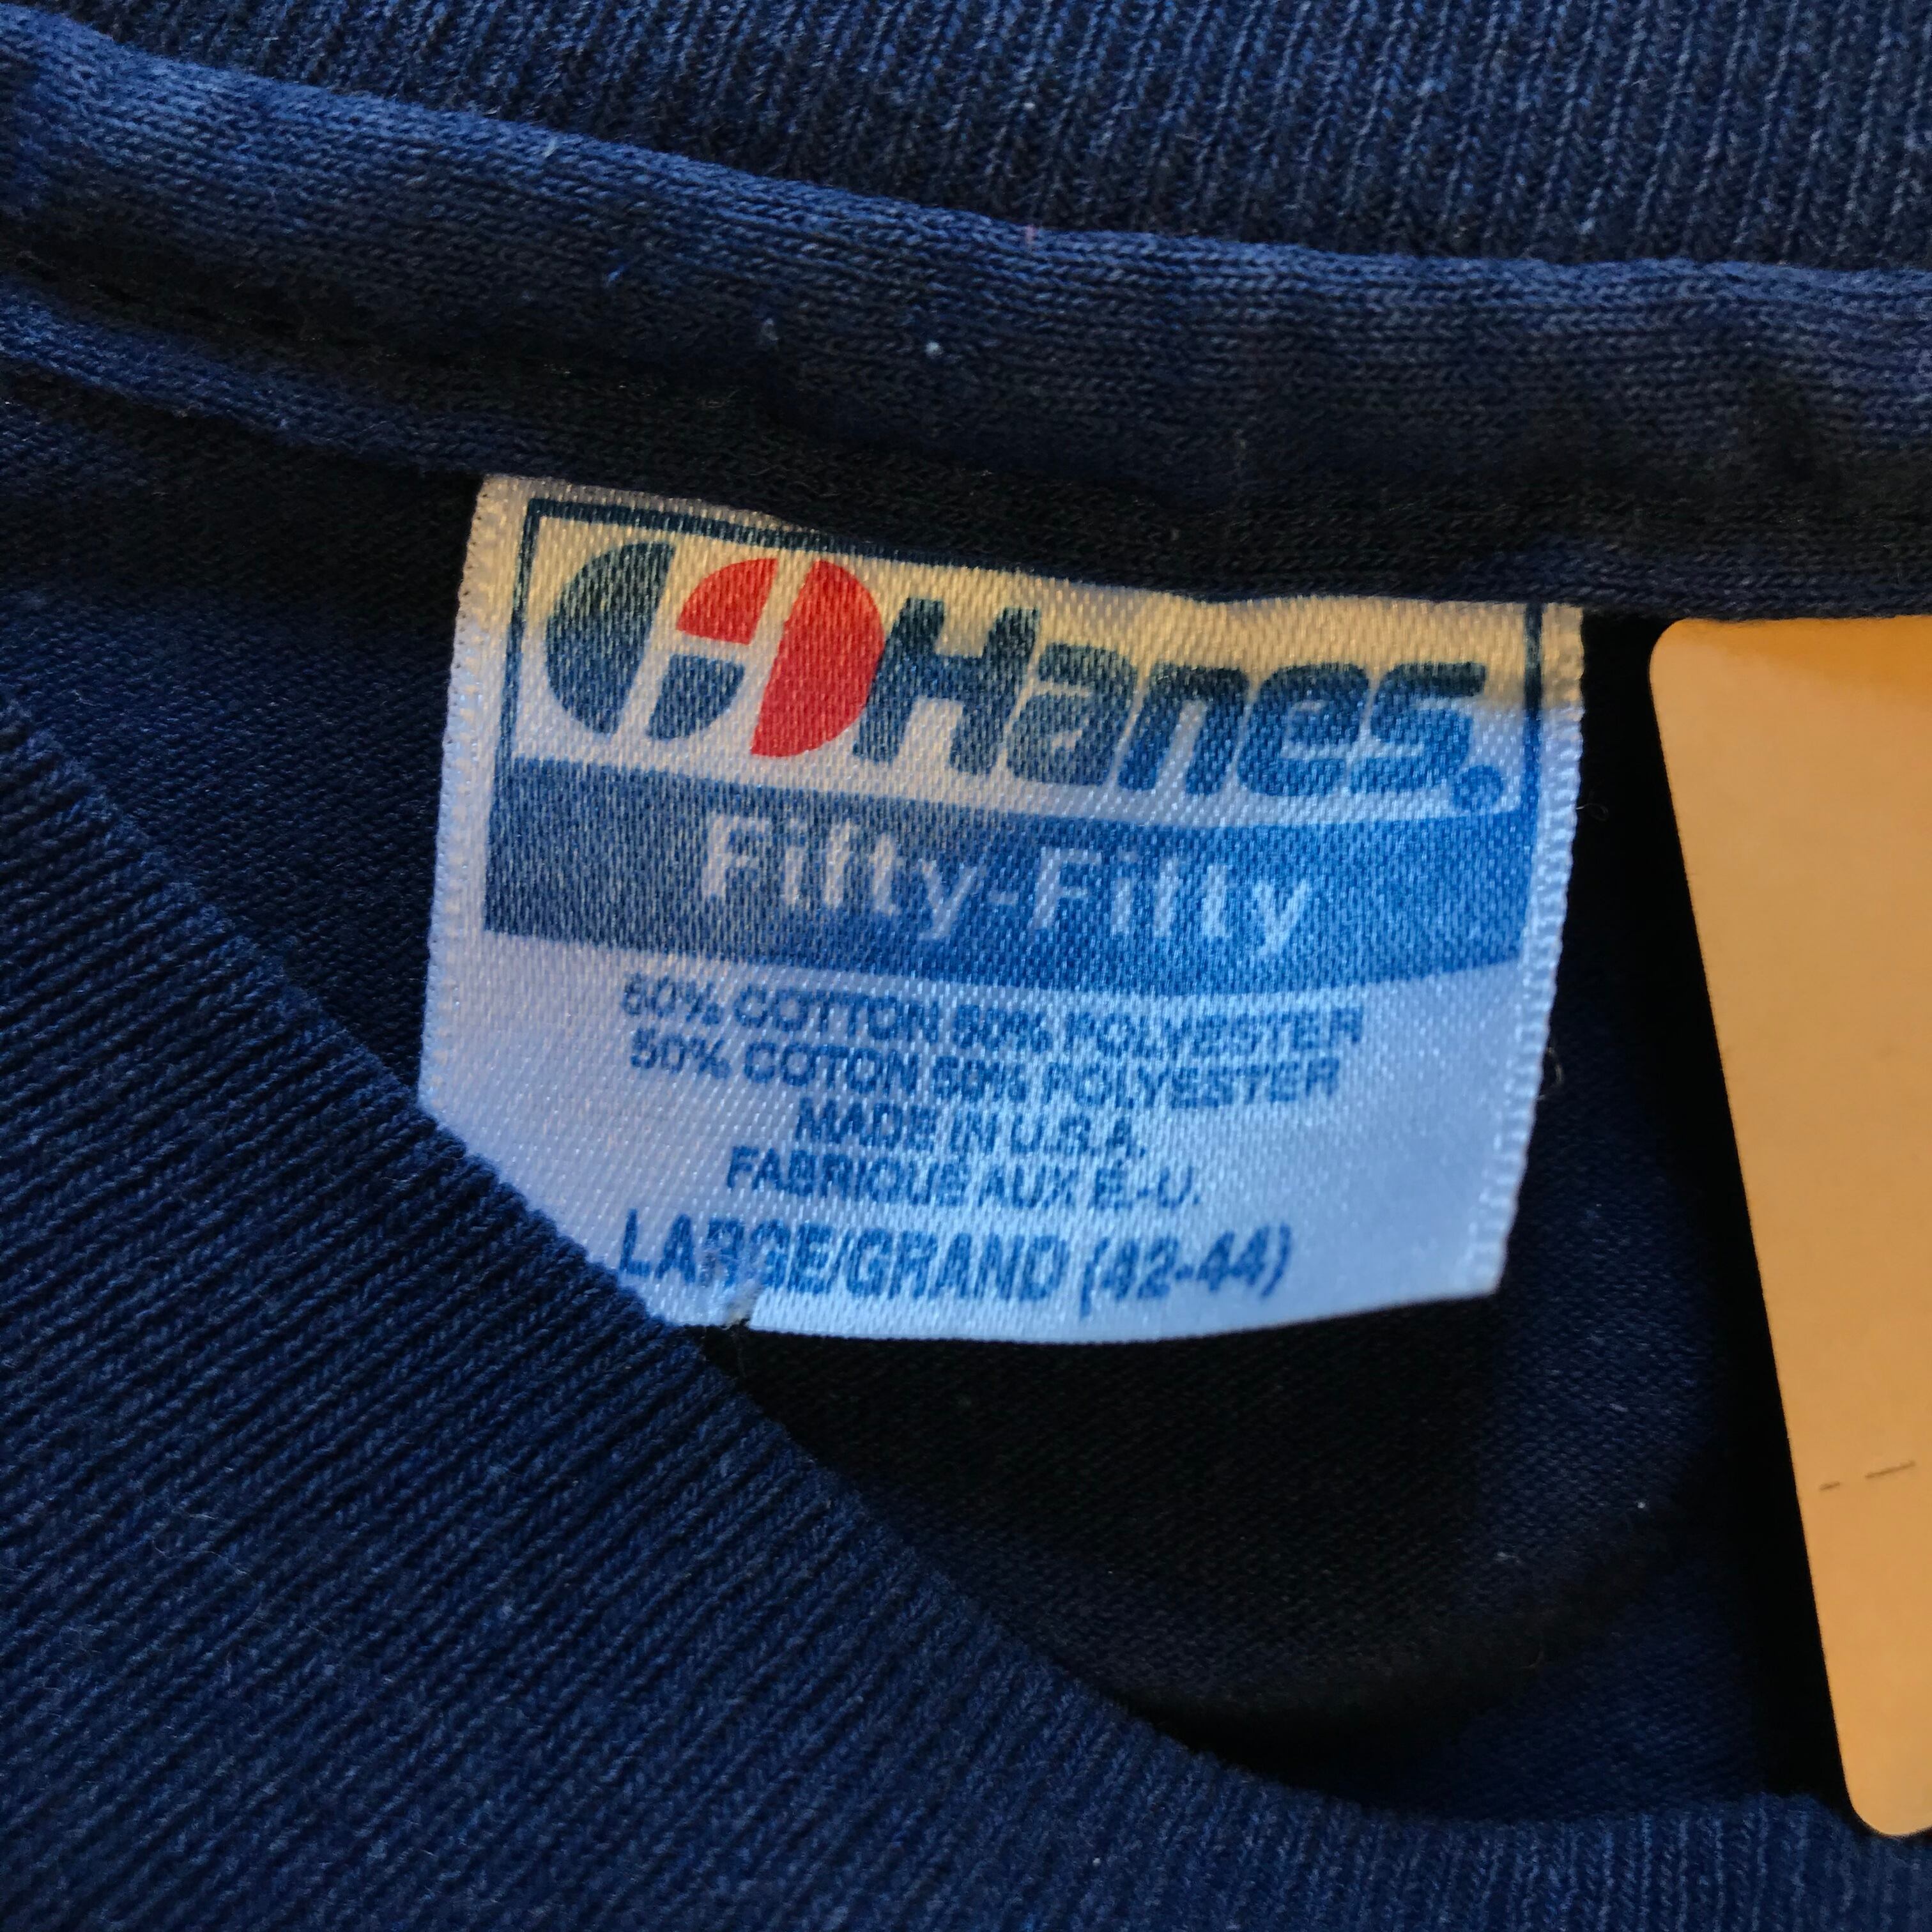 Hanes®
Fifty-Fifty
50% COTTON 50% POLYESTER
50% COTON 50% POLYESTER
MADE IN U.S.A.
FABRIQUE AUX É.-U.
LARGE/GRAND (42-44)